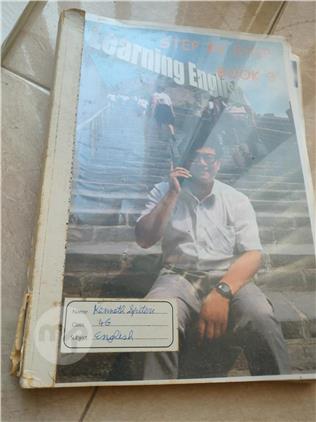 STEP BY STEP
Learning English
BOOK 9
Name: Kenneth Spiteri
Class: 4G
Subject: English